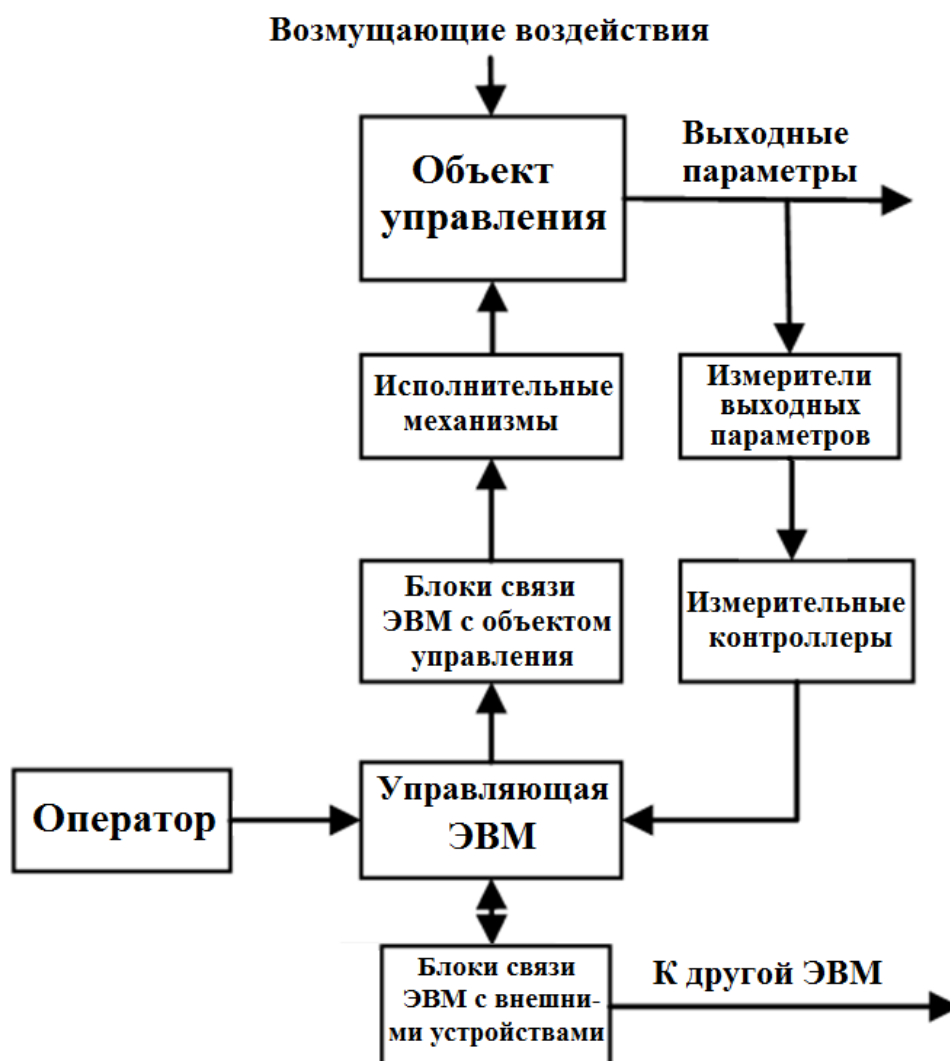 Возмущающие воздействия
Объект
управления
Выходные
параметры
Исполнительные
механизмы
Измерители
выходных
параметров
Блоки связи
ЭВМ с объектом
управления
Измерительные
контроллеры
Оператор
Управляющая
ЭВМ
Блоки связи
ЭВМ с внешни-
ми устройствами
К другой ЭВМ